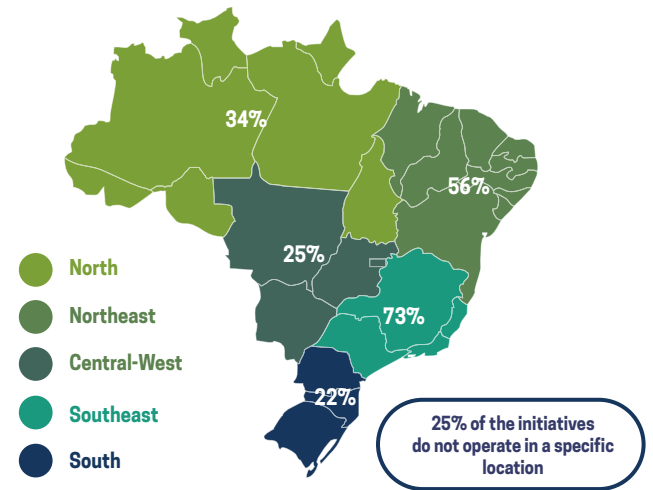 34%
56%
25%
73%
22%
North
Northeast
Central-West
Southeast
South
25% of the initiatives
do not operate in a specific
location